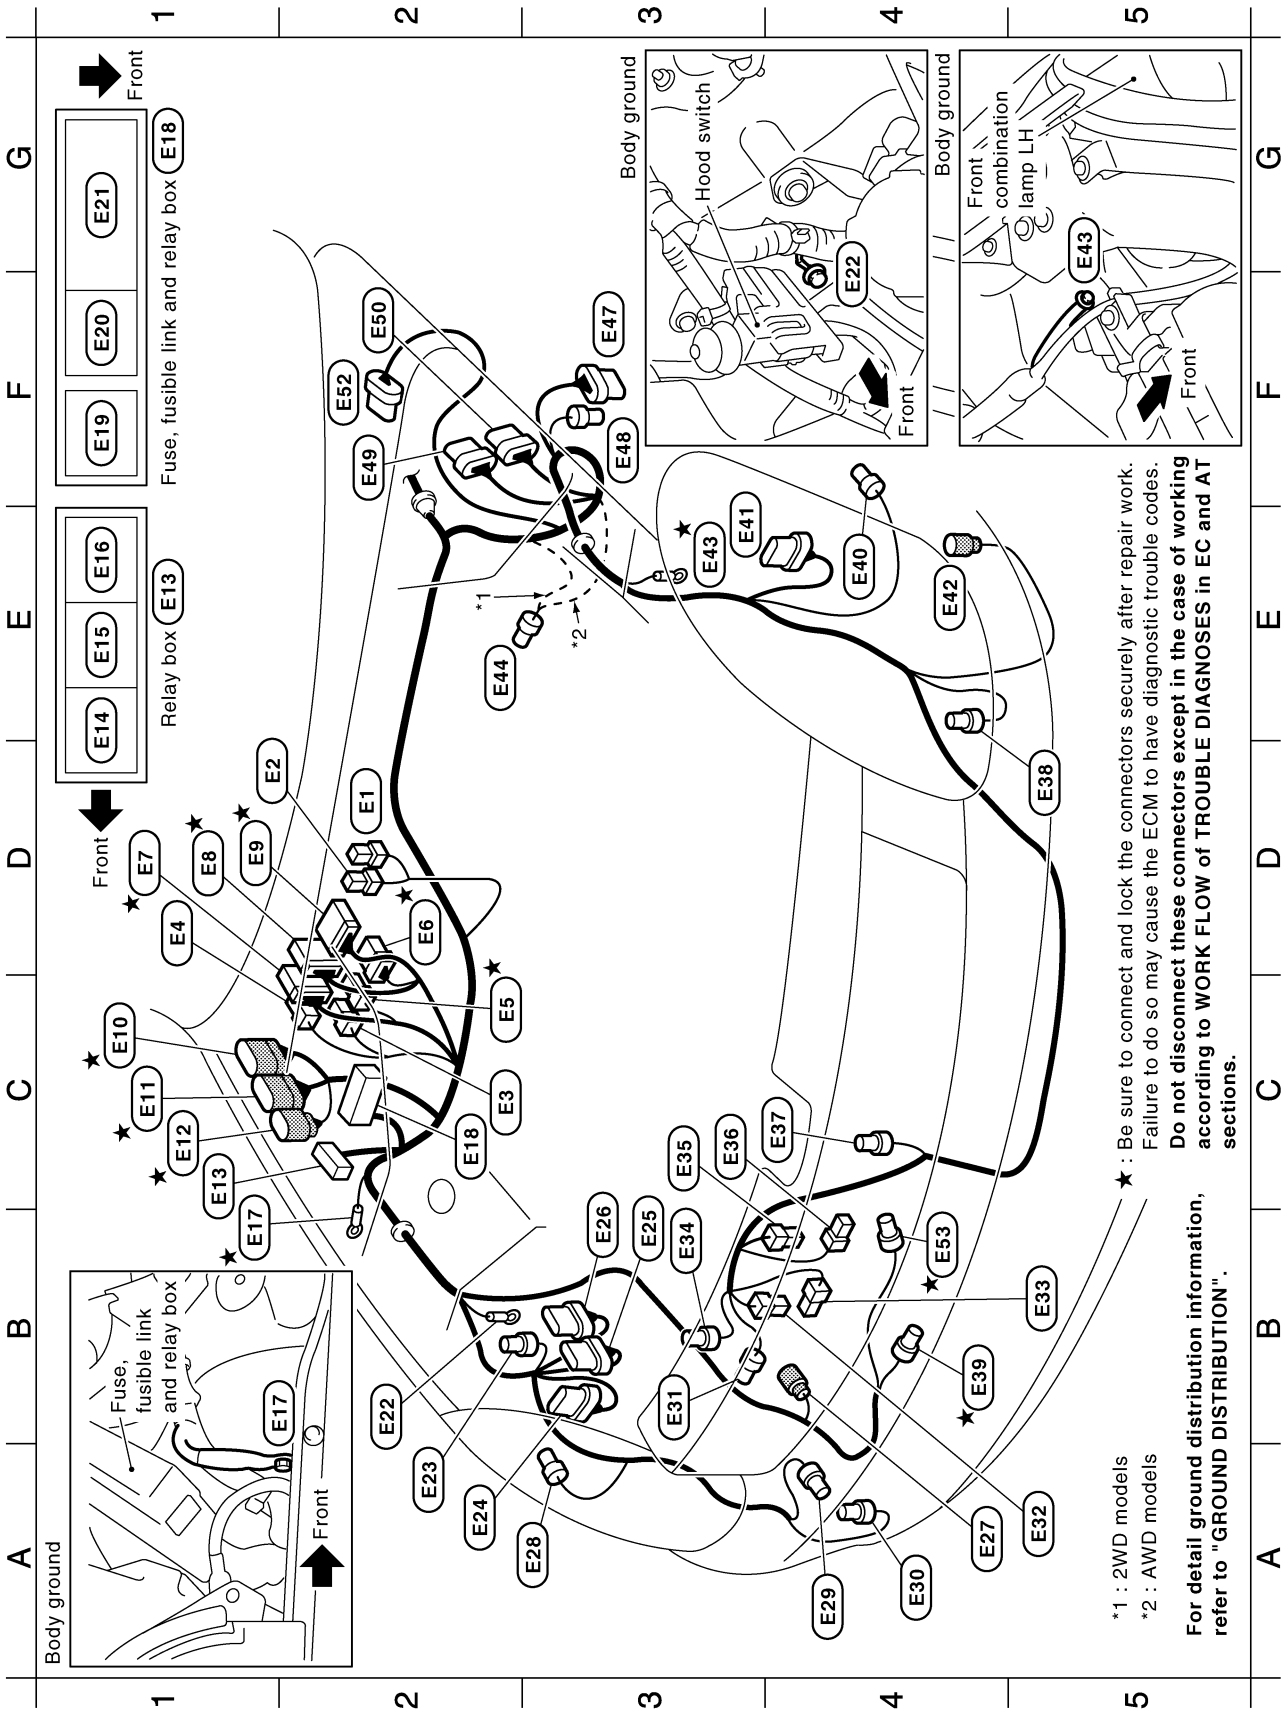 A B C D E F G
1
2
3
4
5
Body ground
Fuse,
fusible link
and relay box
E17
Front
Front
E14
E15
E16
Relay box E13
E19
E20
E21
Fuse, fusible link and relay box E18
Front
★ E17
E13
★ E12
★ E11
★ E10
E4
★ E7
★ E8
★ E9
E2
E1
★ E6
★ E5
E3
E18
E52
E50
E49
E47
E48
E44
*1
*2
★ E43
E41
E40
E42
E38
E22
E23
E24
E28
E26
E25
E34
E35
E36
E37
E31
★ E53
E33
★ E39
E32
E27
E30
E29
Body ground
Hood switch
E22
Front
Body ground
Front
combination
lamp LH
E43
Front
*1 : 2WD models
*2 : AWD models
For detail ground distribution information,
refer to "GROUND DISTRIBUTION".
★ : Be sure to connect and lock the connectors securely after repair work.
Failure to do so may cause the ECM to have diagnostic trouble codes.
Do not disconnect these connectors except in the case of working
according to WORK FLOW of TROUBLE DIAGNOSES in EC and AT
sections.
1
2
3
4
5
A B C D E F G